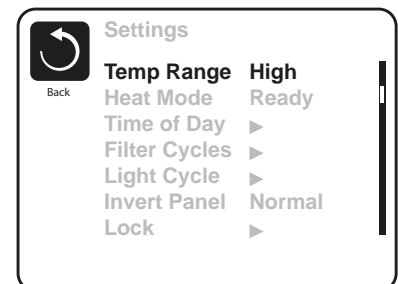 Settings
Back
Temp Range High
Heat Mode Ready
Time of Day ▶
Filter Cycles ▶
Light Cycle ▶
Invert Panel Normal
Lock ▶